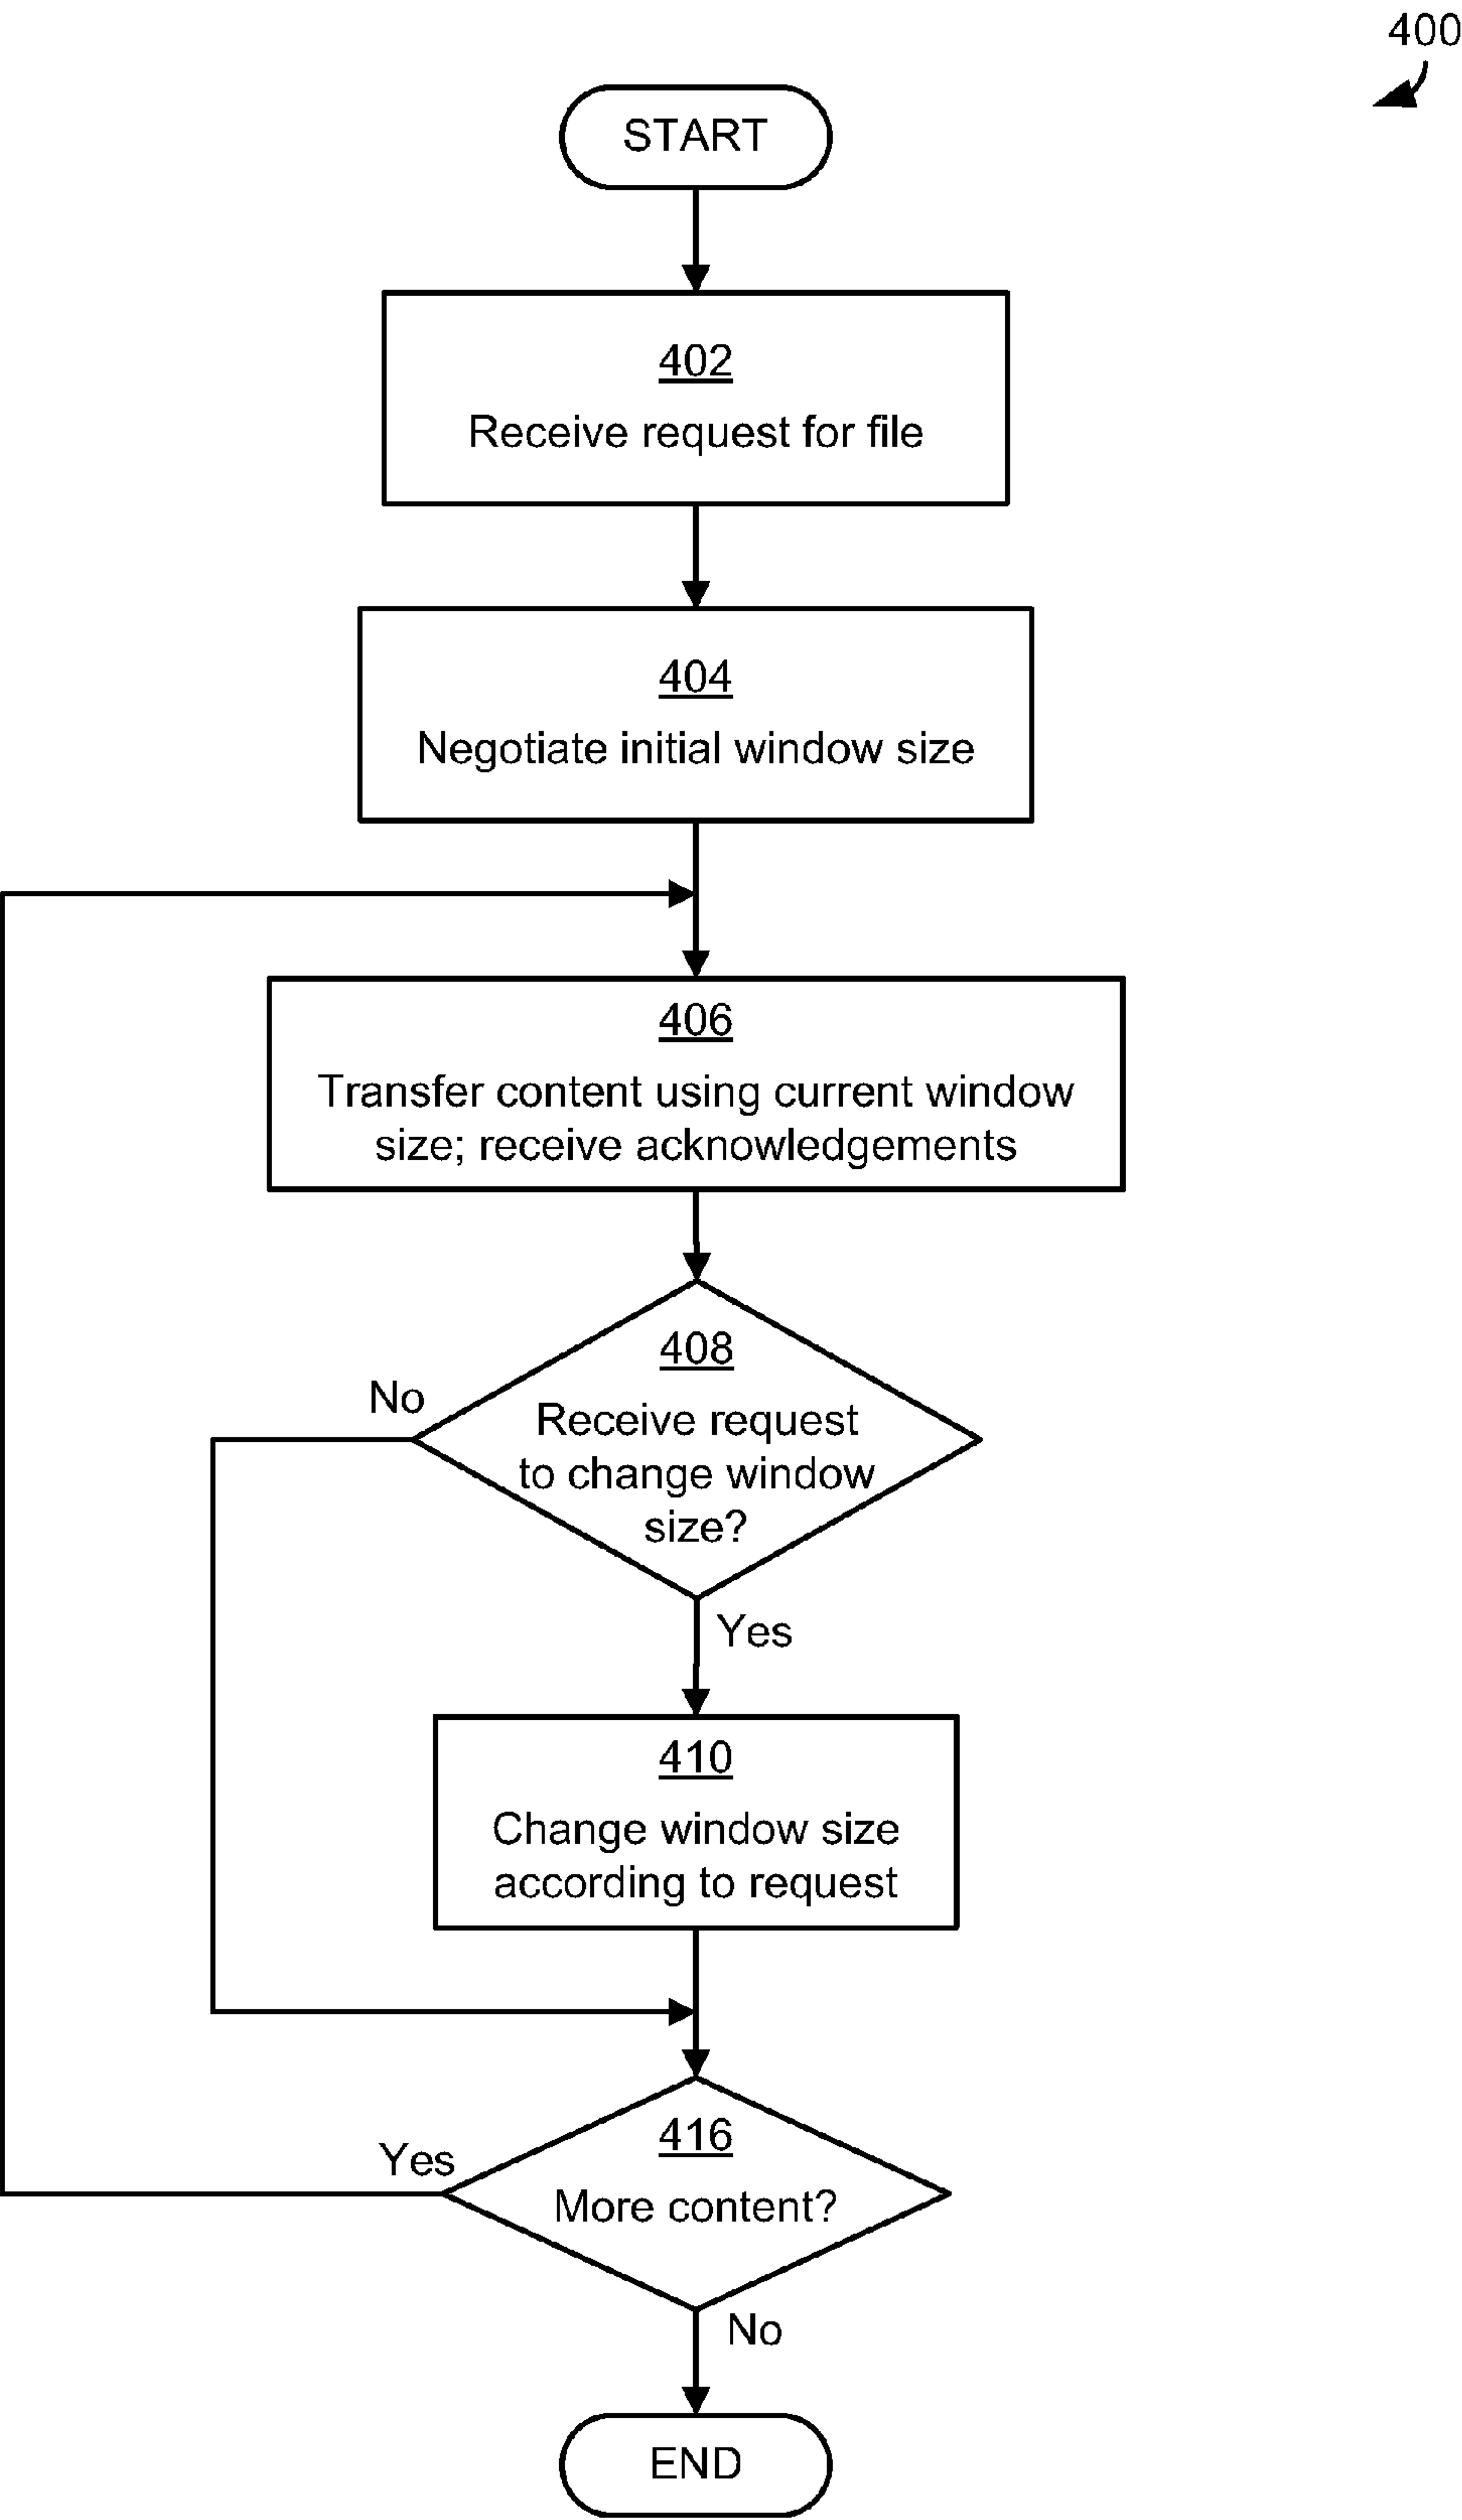 400
START
402
Receive request for file
404
Negotiate initial window size
406
Transfer content using current window
size; receive acknowledgements
408
No
Receive request
to change window
size?
Yes
410
Change window size
according to request
416
Yes
More content?
No
END